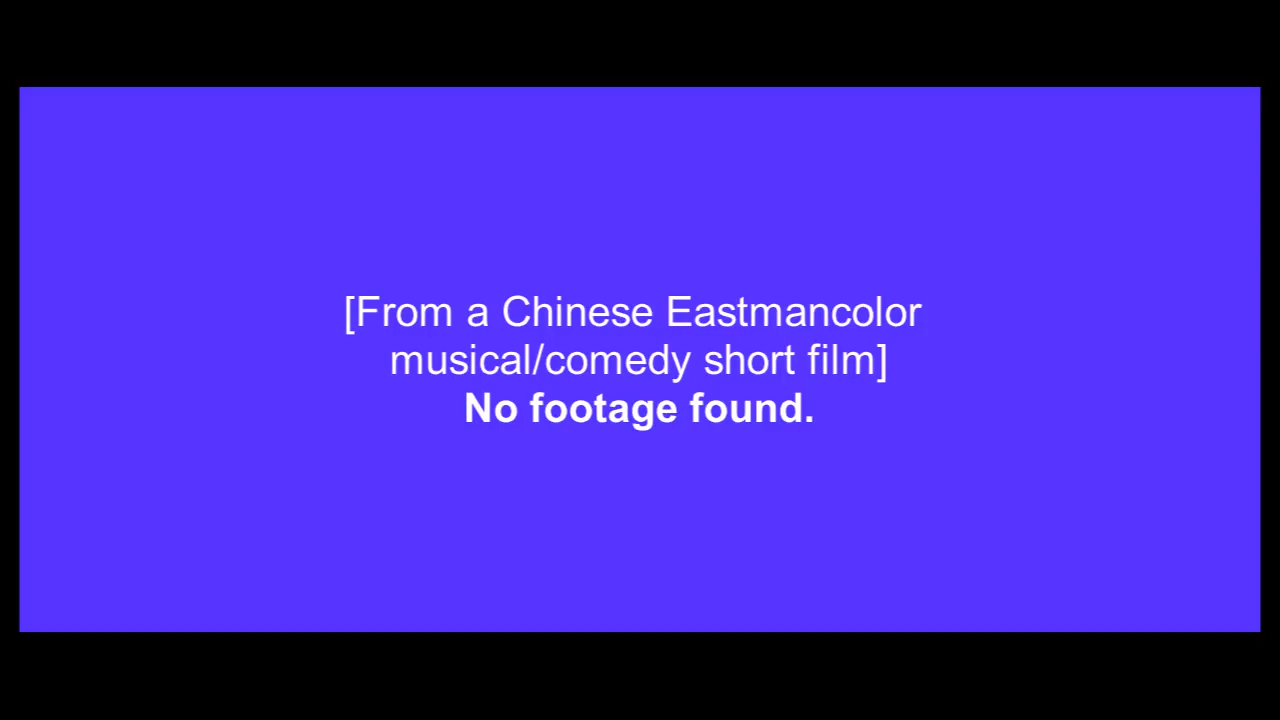 [From a Chinese Eastmancolor
musical/comedy short film]
No footage found.